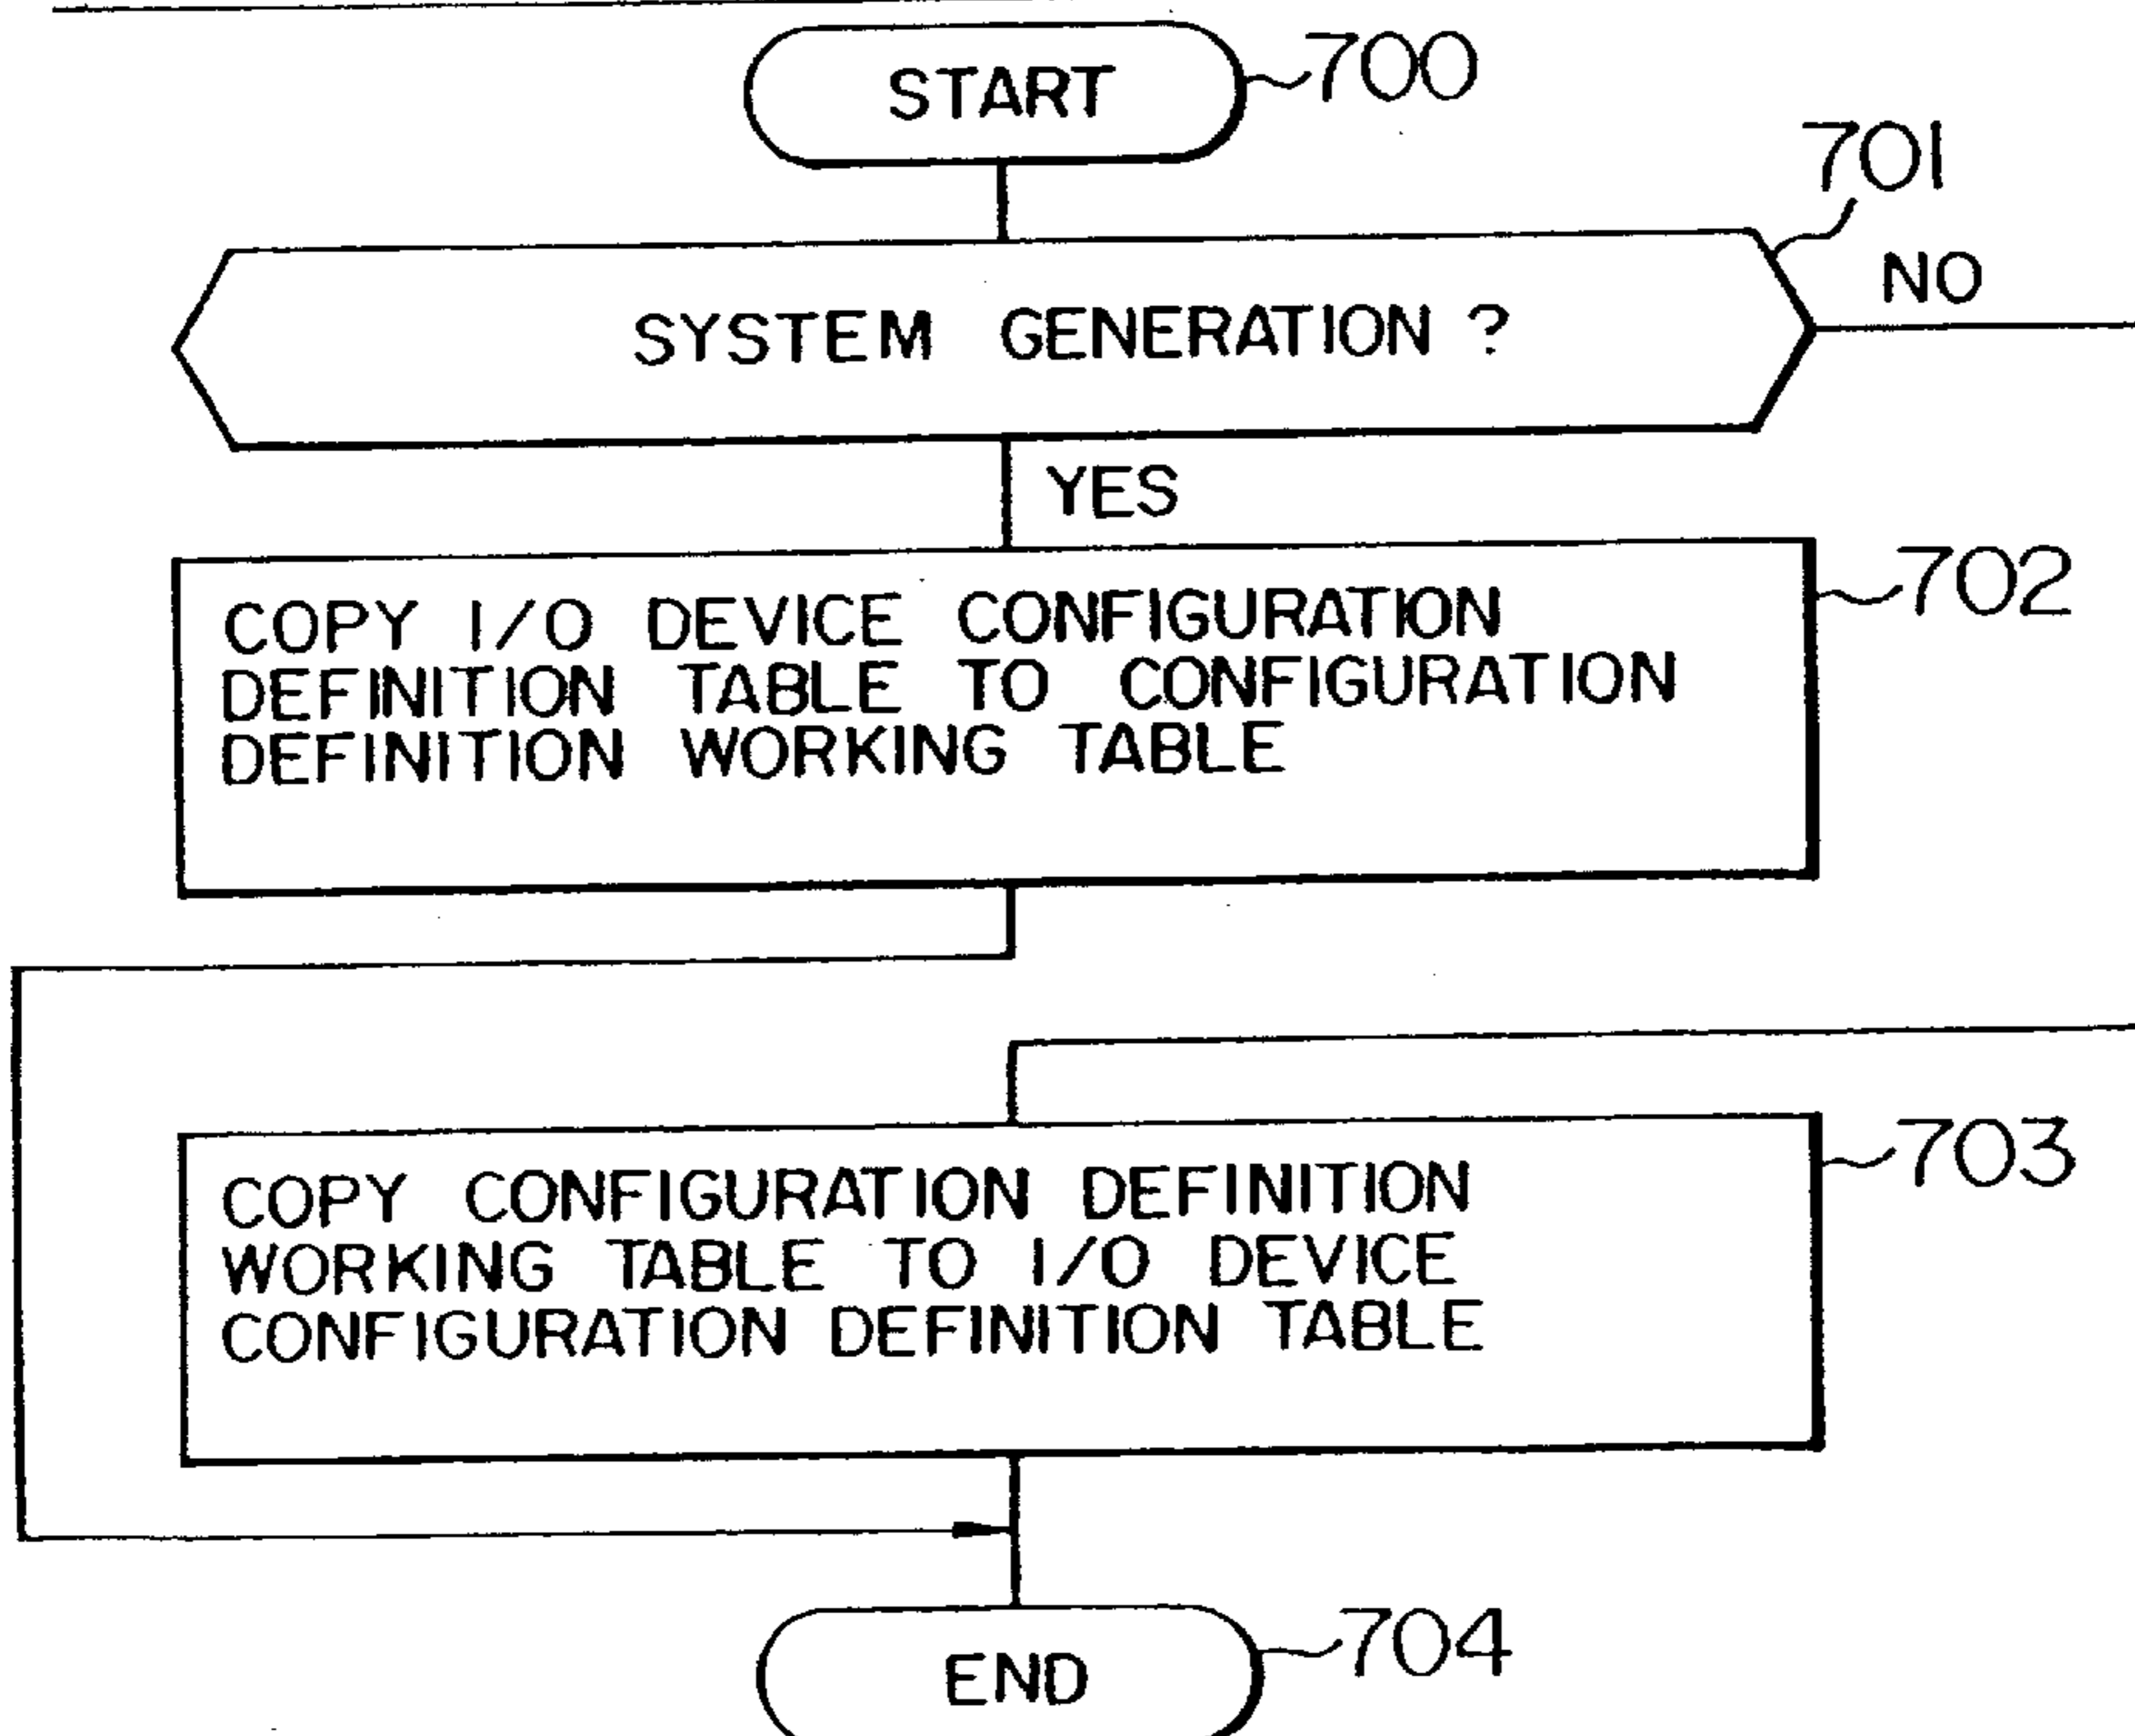 START
700
701
SYSTEM GENERATION ?
NO
YES
702
COPY I/O DEVICE CONFIGURATION
DEFINITION TABLE TO CONFIGURATION
DEFINITION WORKING TABLE
703
COPY CONFIGURATION DEFINITION
WORKING TABLE TO I/O DEVICE
CONFIGURATION DEFINITION TABLE
END
704